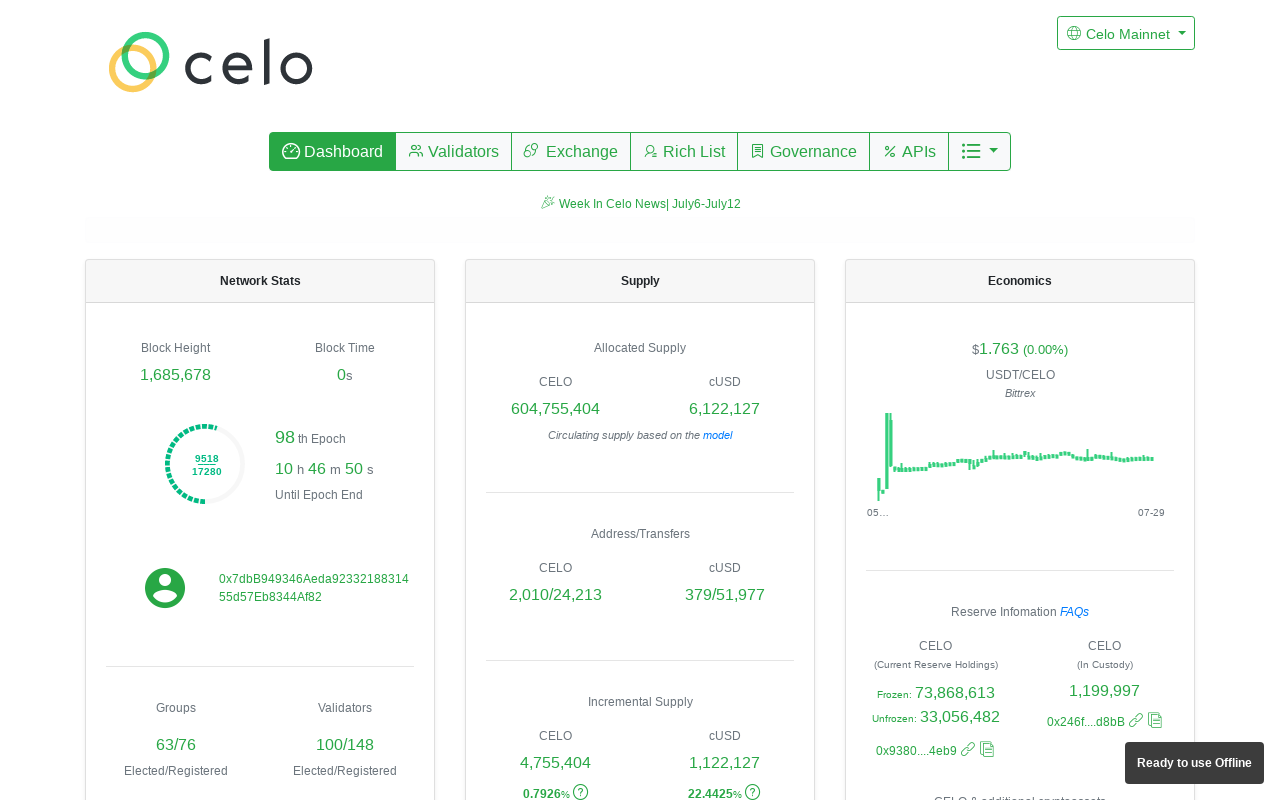 celo
Celo Mainnet
Dashboard
Validators
Exchange
Rich List
Governance
APIs
Week In Celo News| July6-July12
Network Stats
Block Height
Block Time
1,685,678
0s
9518
17280
98 th Epoch
10 h 46 m 50 s
Until Epoch End
0x7dbB949346Aeda92332188314
55d57Eb8344Af82
Groups
Validators
63/76
100/148
Elected/Registered
Elected/Registered
Supply
Allocated Supply
CELO
cUSD
604,755,404
6,122,127
Circulating supply based on the model
Address/Transfers
CELO
cUSD
2,010/24,213
379/51,977
Incremental Supply
CELO
cUSD
4,755,404
1,122,127
0.7926%
22.4425%
Economics
$1.763 (0.00%)
USDT/CELO
Bittrex
05...
07-29
Reserve Infomation FAQs
CELO
CELO
(Current Reserve Holdings)
(In Custody)
Frozen: 73,868,613
1,199,997
Unfrozen: 33,056,482
0x246f....d8bB
0x9380....4eb9
CELO & additional cryptoassets
Ready to use Offline